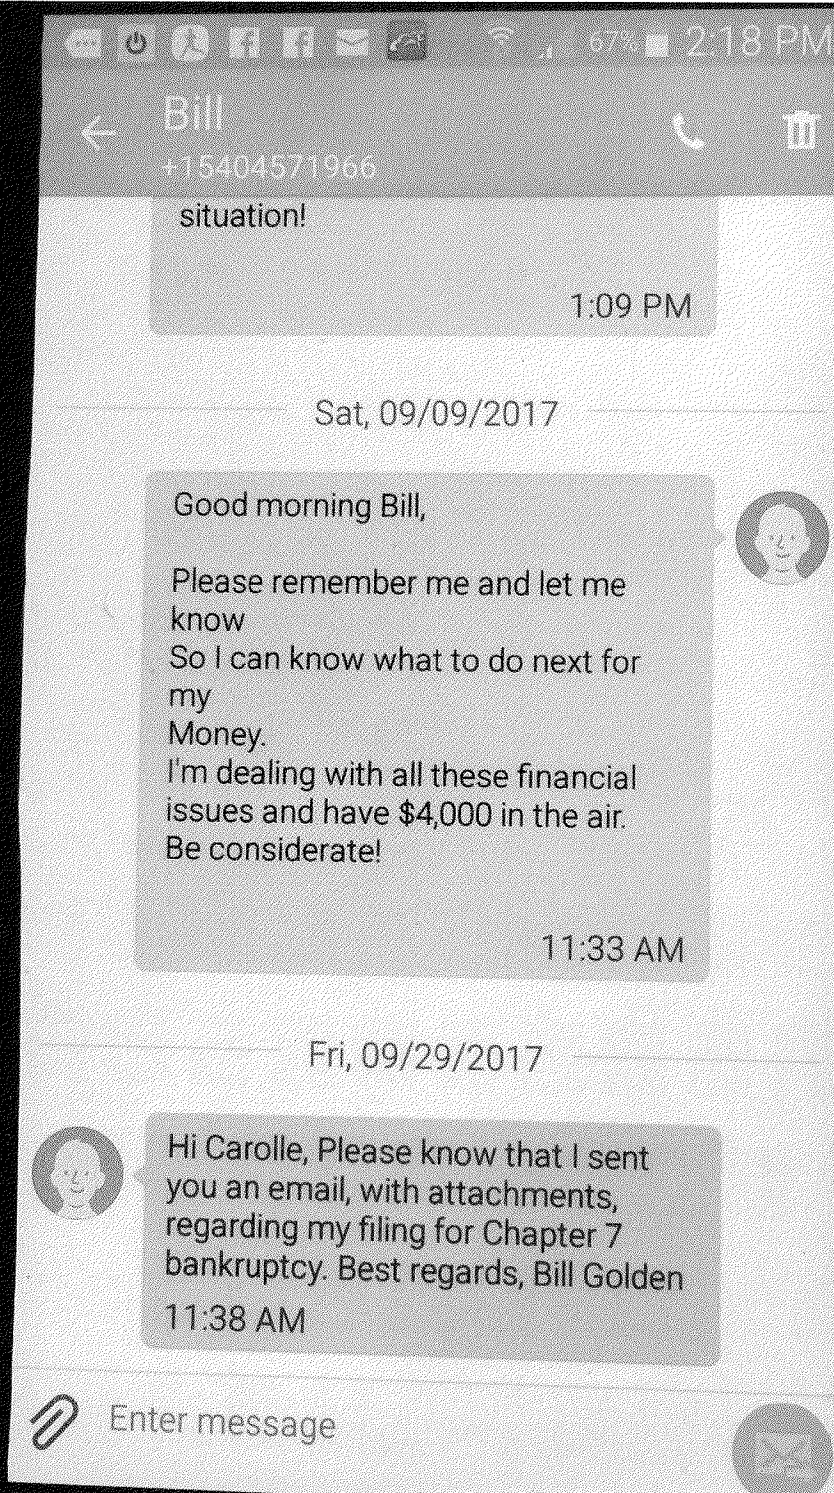 67% 2:18 PM
Bill
+15404571966
situation!
1:09 PM
Sat, 09/09/2017
Good morning Bill,
Please remember me and let me
know
So I can know what to do next for
my
Money.
I'm dealing with all these financial
issues and have $4,000 in the air.
Be considerate!
11:33 AM
Fri, 09/29/2017
Hi Carolle, Please know that I sent
you an email, with attachments,
regarding my filing for Chapter 7
bankruptcy. Best regards, Bill Golden
11:38 AM
Enter message